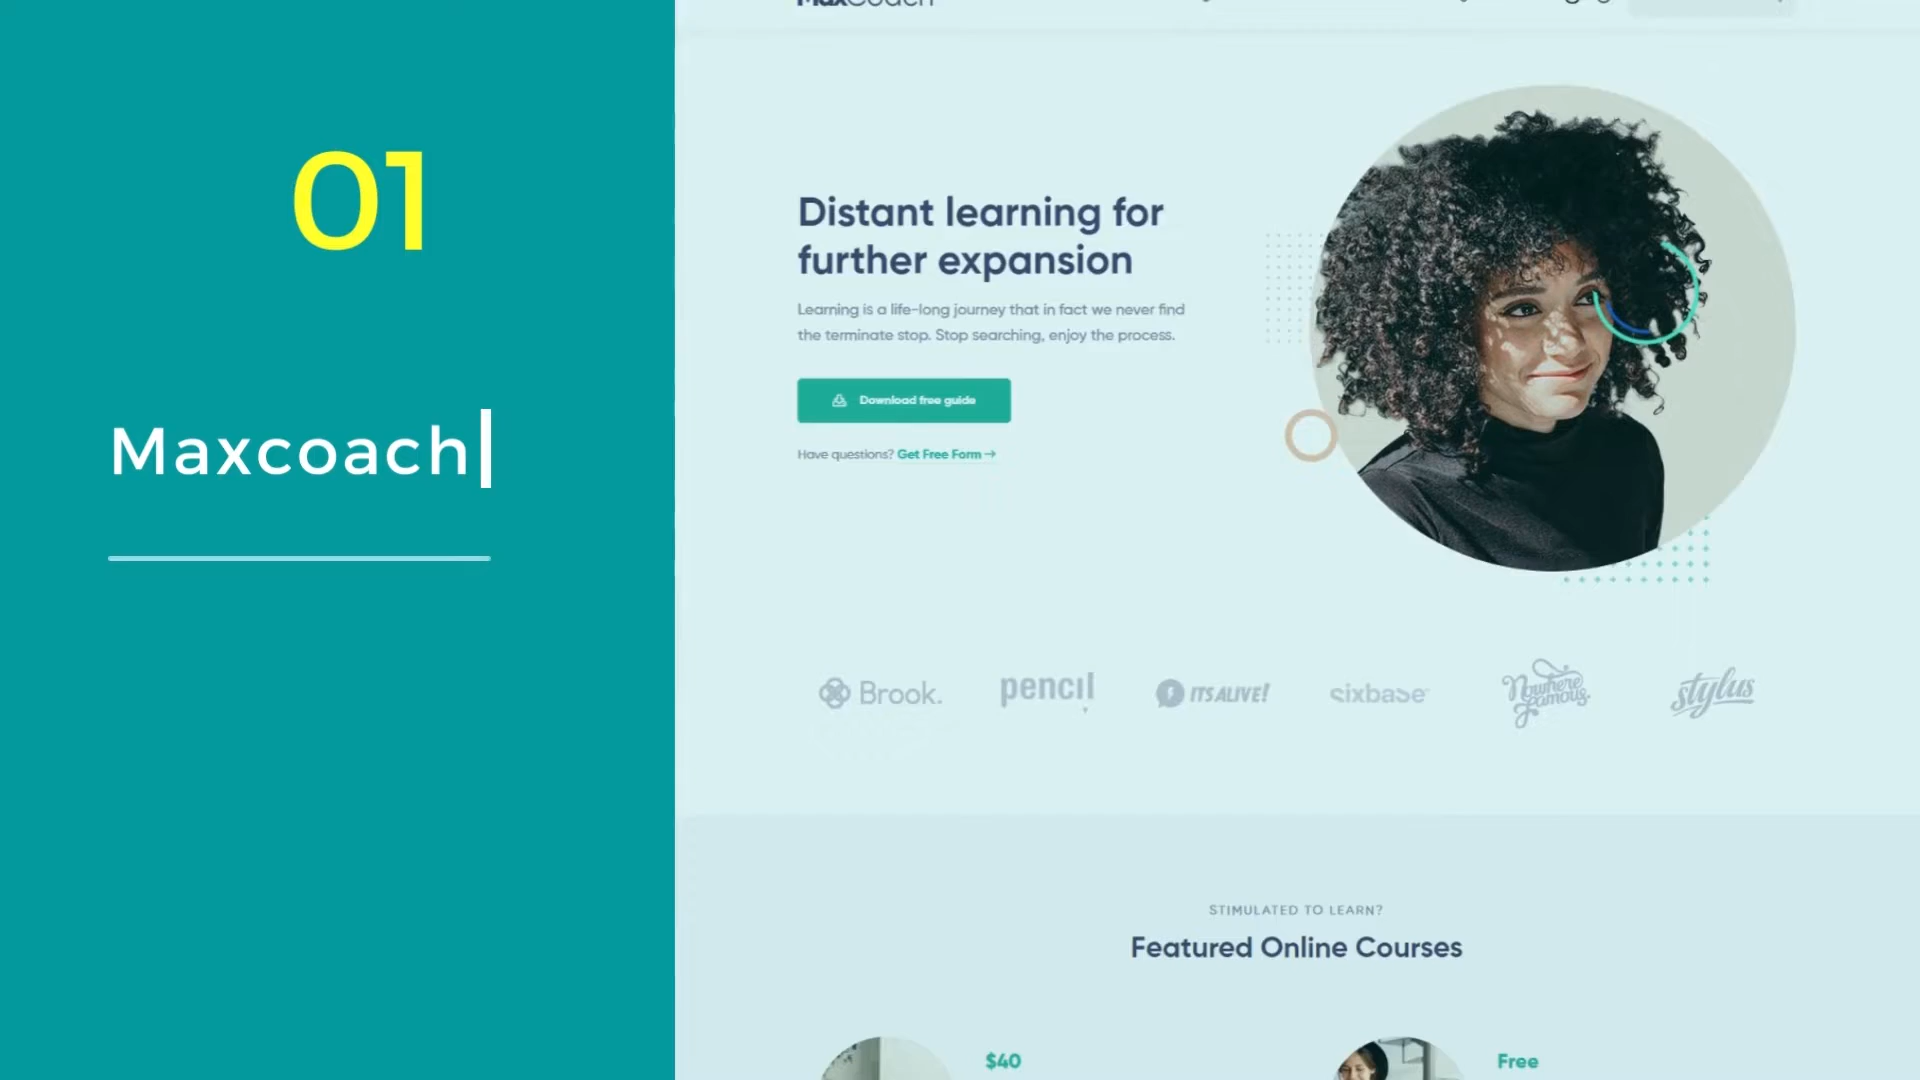 01
Maxcoach
MaxCoach
Distant learning for
further expansion
Learning is a life-long journey that in fact we never find
the terminate stop. Stop searching, enjoy the process.
Download free guide
Have questions? Get Free Form →
Brook.
pencil
ITS ALIVE!
sixbase
Nowhere
famous
stylus
STIMULATED TO LEARN?
Featured Online Courses
$40
Free